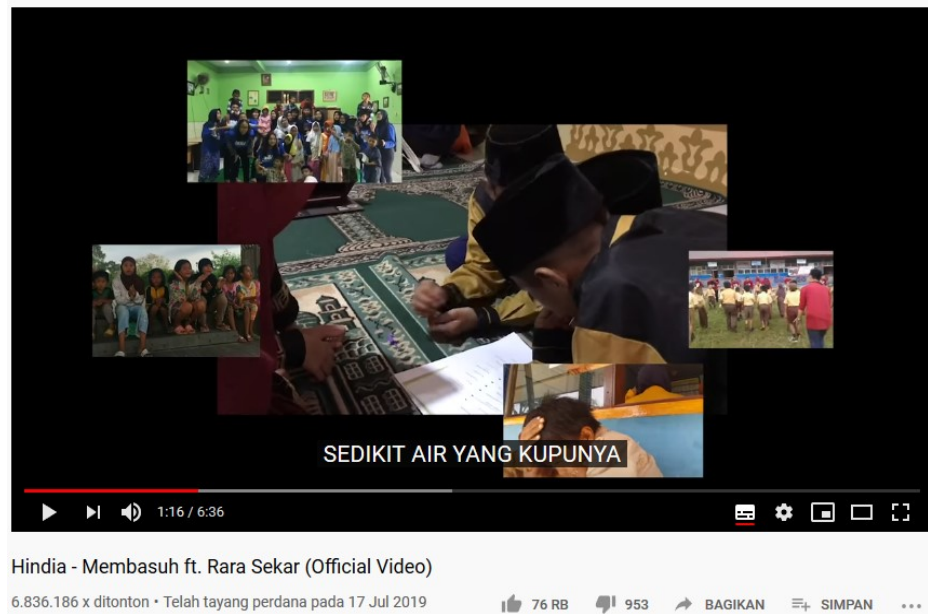 SEDIKIT AIR YANG KUPUNYA
1:16 / 6:36
Hindia - Membasuh ft. Rara Sekar (Official Video)
6.836.186 x ditonton • Telah tayang perdana pada 17 Jul 2019
76 RB
953
BAGIKAN
SIMPAN